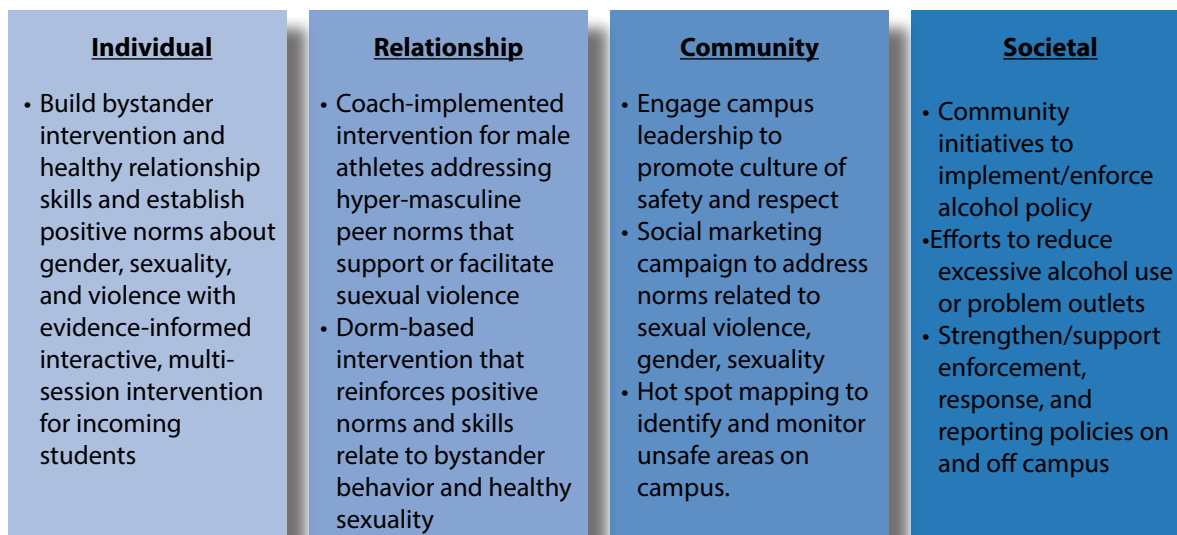 Individual
• Build bystander
intervention and
healthy relationship
skills and establish
positive norms about
gender, sexuality,
and violence with
evidence-informed
interactive, multi-
session intervention
for incoming
students
Relationship
• Coach-implemented
intervention for male
athletes addressing
hyper-masculine
peer norms that
support or facilitate
suexual violence
• Dorm-based
intervention that
reinforces positive
norms and skills
relate to bystander
behavior and healthy
sexuality
Community
• Engage campus
leadership to
promote culture of
safety and respect
• Social marketing
campaign to address
norms related to
sexual violence,
gender, sexuality
• Hot spot mapping to
identify and monitor
unsafe areas on
campus.
Societal
• Community
initiatives to
implement/enforce
alcohol policy
•Efforts to reduce
excessive alcohol use
or problem outlets
• Strengthen/support
enforcement,
response, and
reporting policies on
and off campus